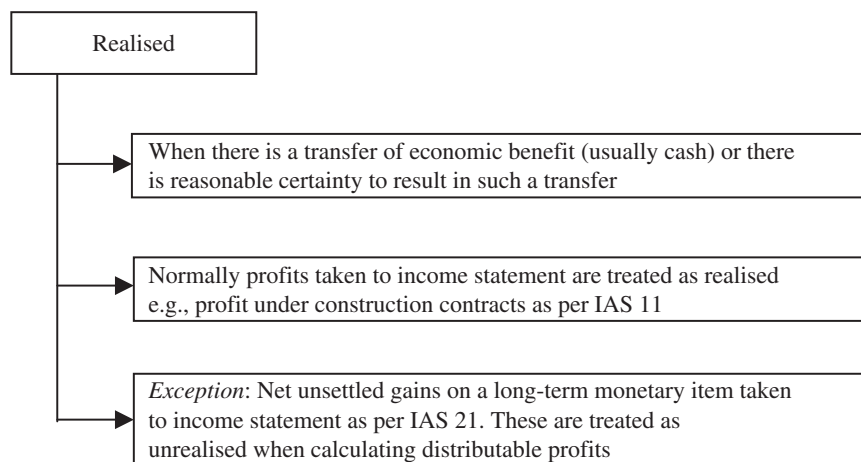 Realised
When there is a transfer of economic benefit (usually cash) or there
is reasonable certainty to result in such a transfer
Normally profits taken to income statement are treated as realised
e.g., profit under construction contracts as per IAS 11
Exception: Net unsettled gains on a long-term monetary item taken
to income statement as per IAS 21. These are treated as
unrealised when calculating distributable profits